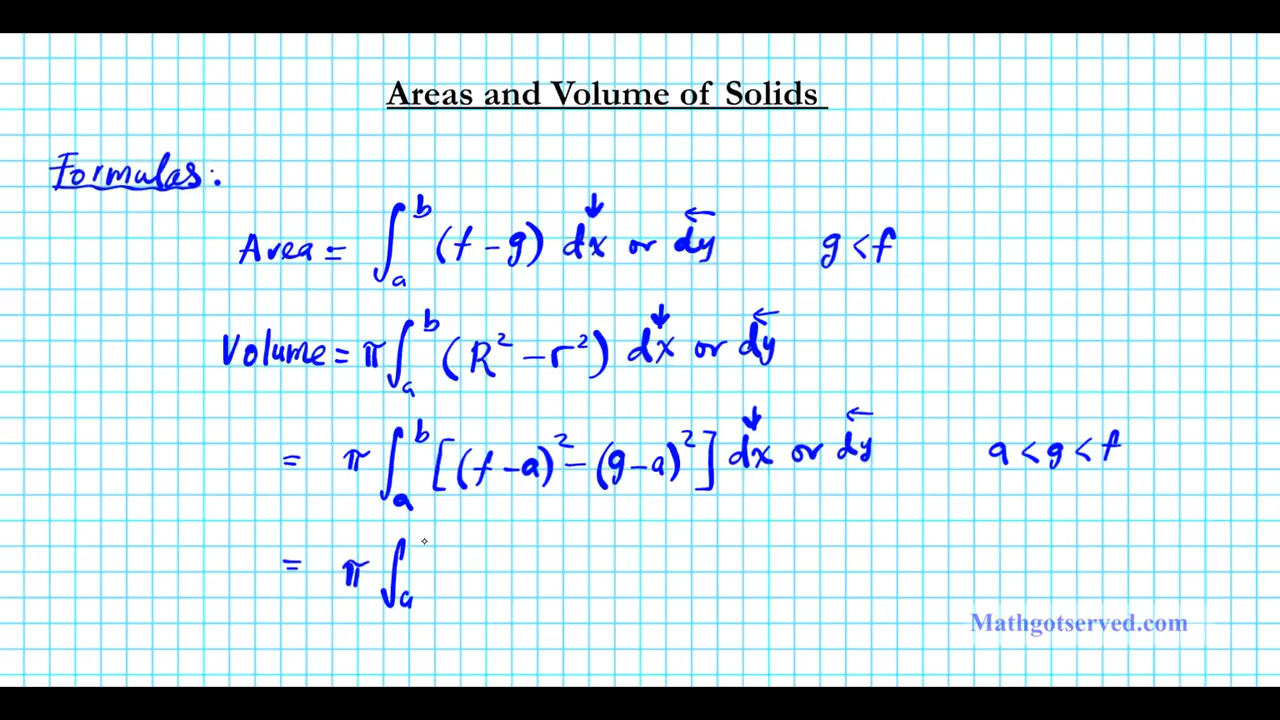 Areas and Volume of Solids
Formulas:
Area = ∫_a^b (f - g) dx or dy    g < f
Volume = π ∫_a^b (R² - r²) dx or dy
= π ∫_a^b [(f - a)² - (g - a)²] dx or dy    a < g < f
= π ∫_a
Mathgotserved.com